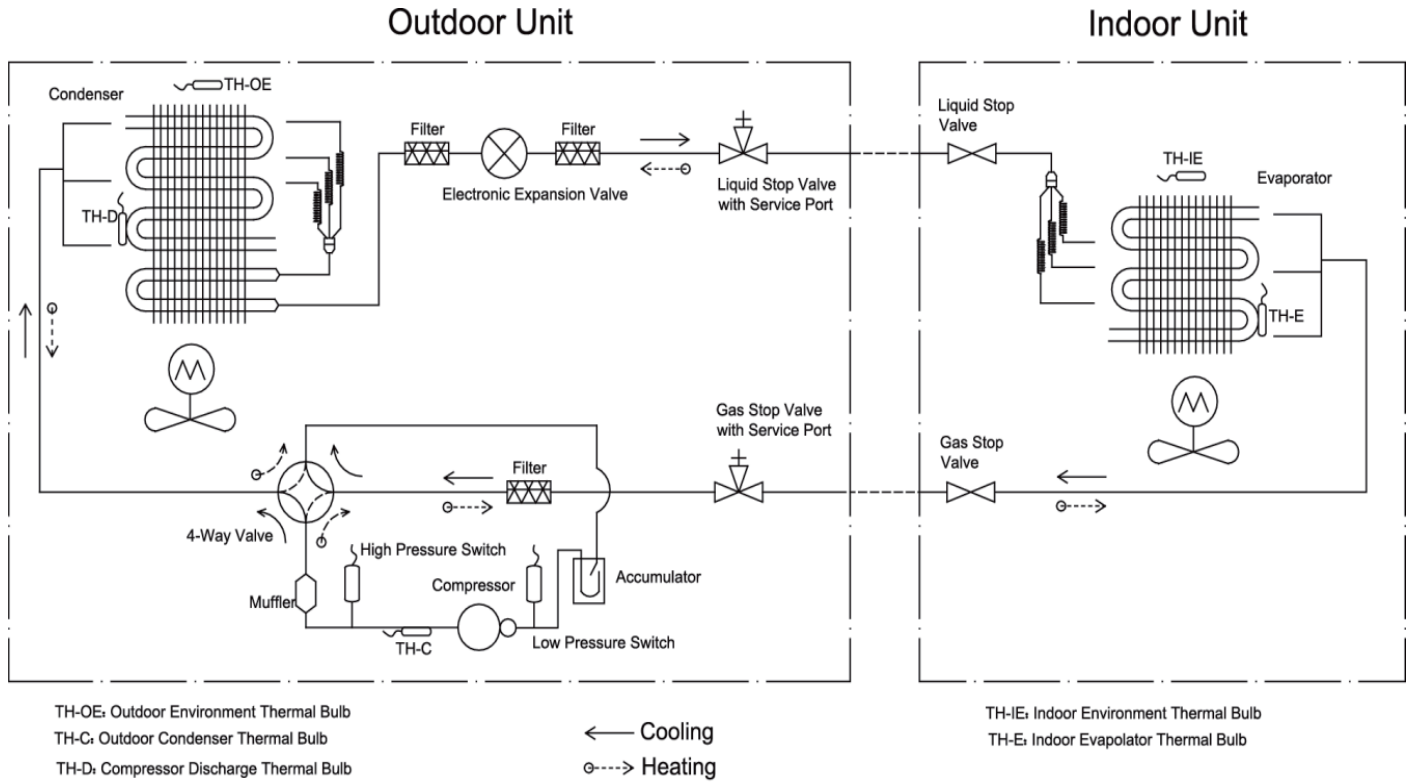 Outdoor Unit
Indoor Unit
TH-OE
Condenser
TH-D
Filter
Filter
Electronic Expansion Valve
Liquid Stop Valve
with Service Port
Liquid Stop
Valve
TH-IE
Evaporator
TH-E
Gas Stop Valve
with Service Port
Gas Stop
Valve
Filter
4-Way Valve
High Pressure Switch
Muffler
Compressor
Accumulator
TH-C
Low Pressure Switch
TH-OE: Outdoor Environment Thermal Bulb
TH-C: Outdoor Condenser Thermal Bulb
TH-D: Compressor Discharge Thermal Bulb
Cooling
Heating
TH-IE: Indoor Environment Thermal Bulb
TH-E: Indoor Evapolator Thermal Bulb